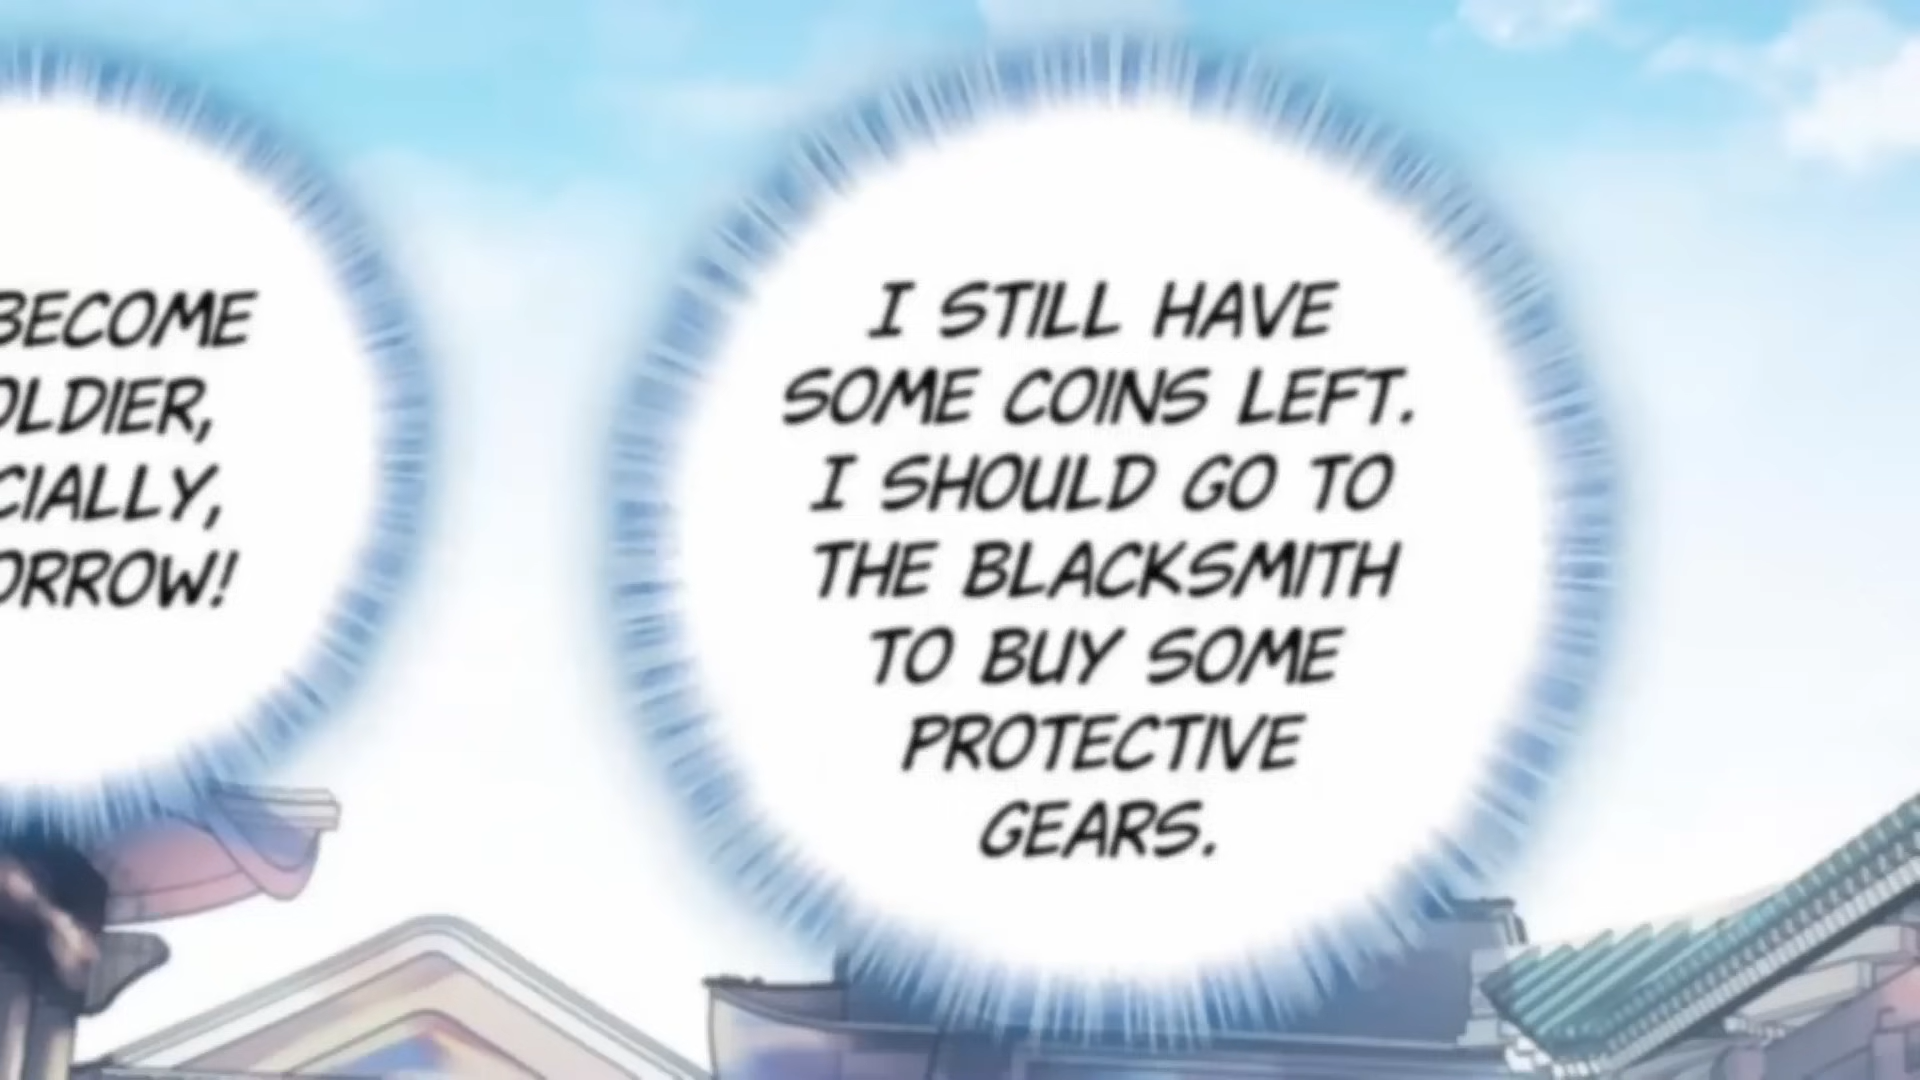 BECOME
OLDIER,
CIALLY,
ORROW!
I STILL HAVE
SOME COINS LEFT.
I SHOULD GO TO
THE BLACKSMITH
TO BUY SOME
PROTECTIVE
GEARS.